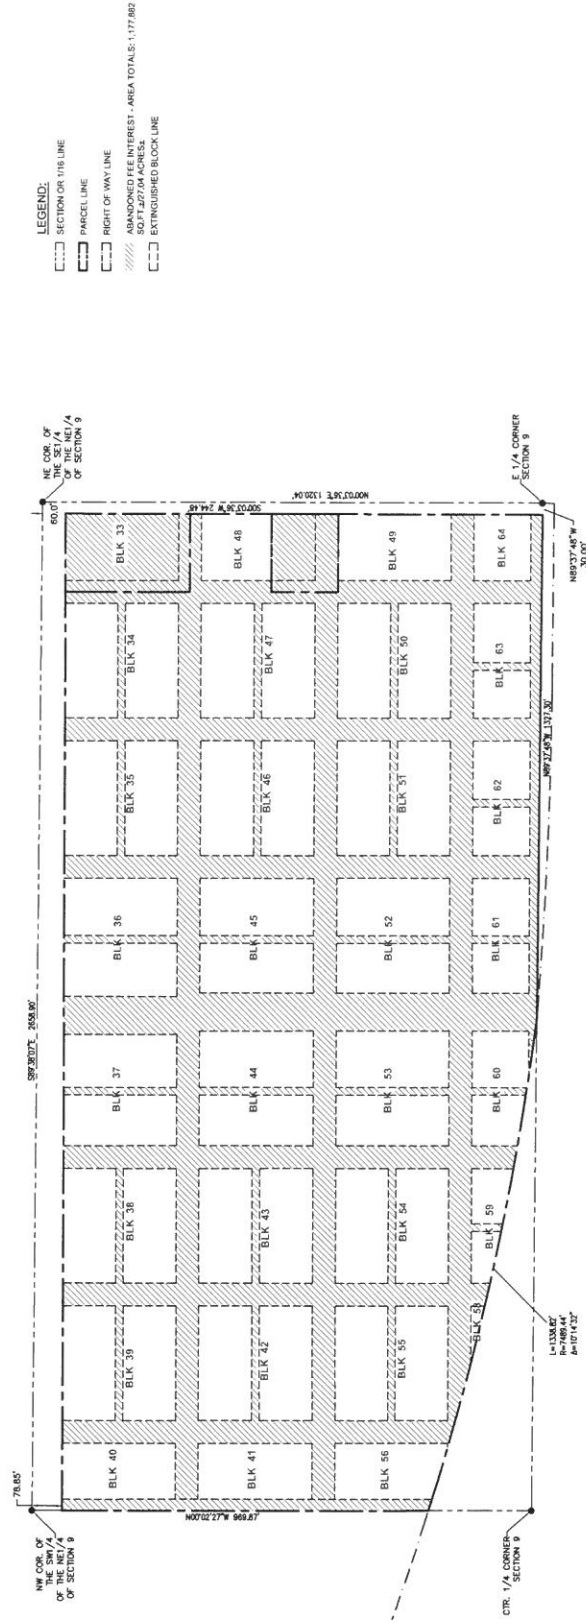 LEGEND:
SECTION OR 1/16 LINE
PARCEL LINE
RIGHT OF WAY LINE
ABANDONED FEE INTEREST - AREA TOTALS: 1,177,882
SQ.FT.±/27.04 ACRES±
EXTINGUISHED BLOCK LINE
NW COR. OF
THE SW1/4
OF THE NE1/4
OF SECTION 9
78.85'
S89°38'07"E 2658.90'
60.0'
NE COR. OF
THE SE1/4
OF THE NE1/4
OF SECTION 9
BLK 40
BLK 39
BLK 38
BLK 37
BLK 36
BLK 35
BLK 34
BLK 33
S00°03'36"W 244.48'
N00°03'36"E 1320.04'
BLK 41
BLK 42
BLK 43
BLK 44
BLK 45
BLK 46
BLK 47
BLK 48
N00°02'27"W 969.87'
BLK 56
BLK 55
BLK 54
BLK 53
BLK 52
BLK 51
BLK 50
BLK 49
BLK 58
BLK 59
BLK 60
BLK 61
BLK 62
BLK 63
BLK 64
CTR. 1/4 CORNER
SECTION 9
L=1338.82'
R=7489.44'
Δ=10°14'32"
N89°37'48"W 1327.30'
E 1/4 CORNER
SECTION 9
N89°37'48"W
30.00'